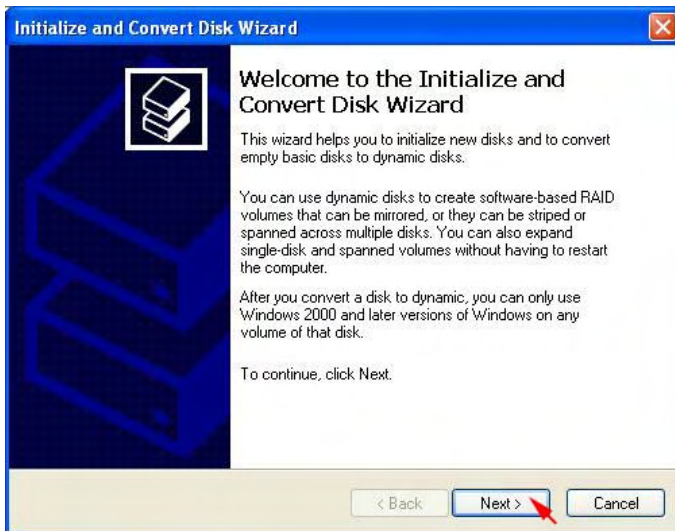 Initialize and Convert Disk Wizard
Welcome to the Initialize and
Convert Disk Wizard
This wizard helps you to initialize new disks and to convert
empty basic disks to dynamic disks.
You can use dynamic disks to create software-based RAID
volumes that can be mirrored, or they can be striped or
spanned across multiple disks. You can also expand
single-disk and spanned volumes without having to restart
the computer.
After you convert a disk to dynamic, you can only use
Windows 2000 and later versions of Windows on any
volume of that disk.
To continue, click Next.
< Back Next > Cancel